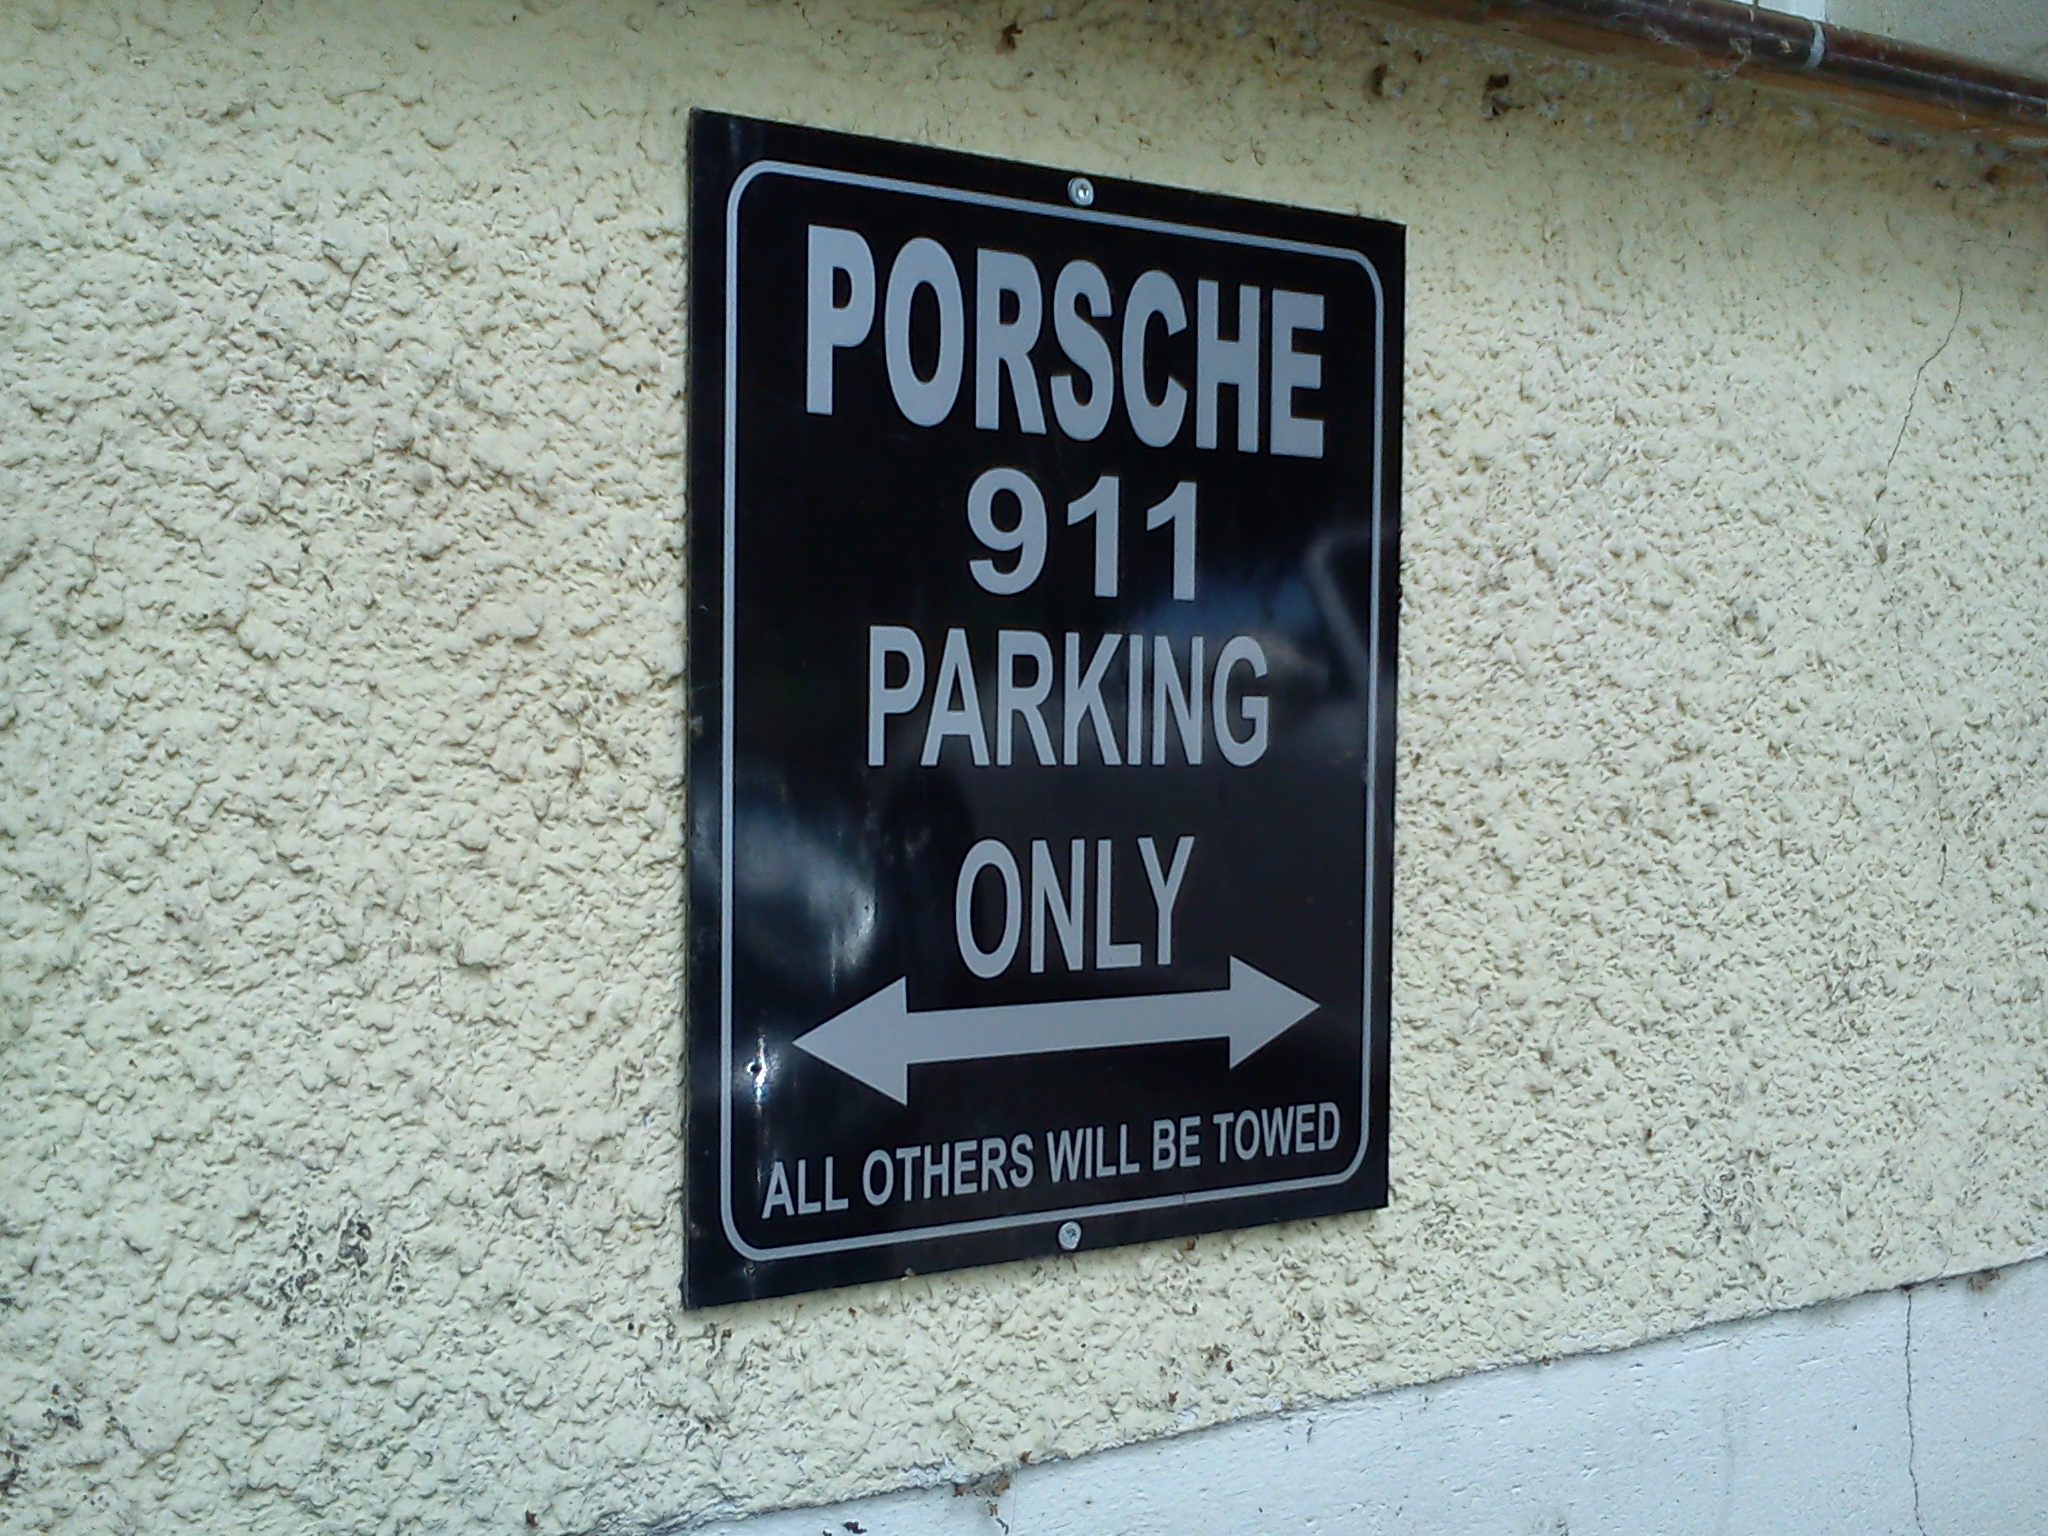 PORSCHE
911
PARKING
ONLY
ALL OTHERS WILL BE TOWED